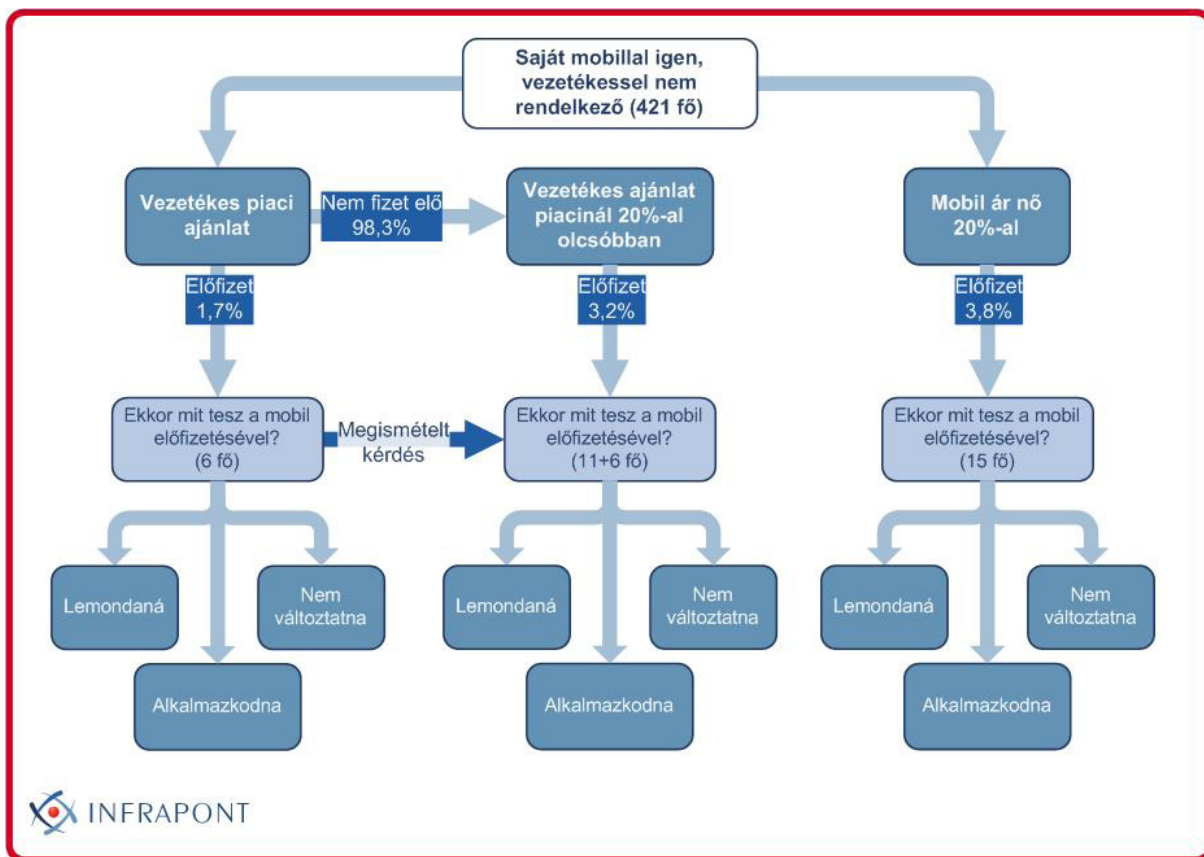 Saját mobillal igen,
vezetékessel nem
rendelkező (421 fő)
Vezetékes piaci
ajánlat
Nem fizet elő
98,3%
Vezetékes ajánlat
piacinál 20%-al
olcsóbban
Mobil ár nő
20%-al
Előfizet
1,7%
Előfizet
3,2%
Előfizet
3,8%
Ekkor mit tesz a mobil
előfizetésével?
(6 fő)
Megismételt
kérdés
Ekkor mit tesz a mobil
előfizetésével?
(11+6 fő)
Ekkor mit tesz a mobil
előfizetésével?
(15 fő)
Lemondaná
Nem
változtatna
Alkalmazkodna
Lemondaná
Nem
változtatna
Alkalmazkodna
Lemondaná
Nem
változtatna
Alkalmazkodna
INFRAPONT